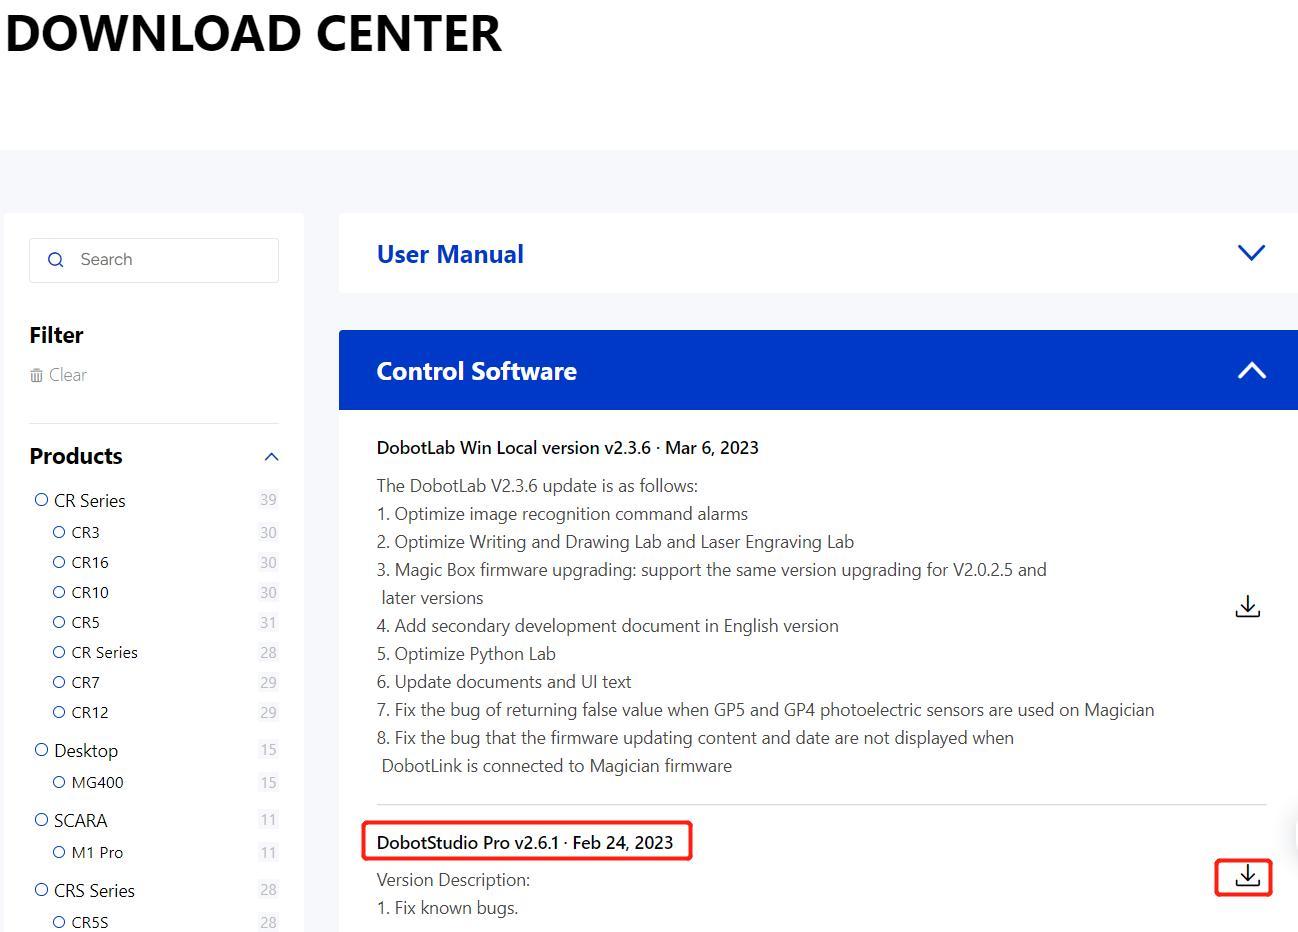 DOWNLOAD CENTER
Search
Filter
Clear
Products
CR Series 39
CR3 30
CR16 30
CR10 30
CR5 31
CR Series 28
CR7 29
CR12 29
Desktop 15
MG400 15
SCARA 11
M1 Pro 11
CRS Series 28
CR5S 28
User Manual
Control Software
DobotLab Win Local version v2.3.6 · Mar 6, 2023
The DobotLab V2.3.6 update is as follows:
1. Optimize image recognition command alarms
2. Optimize Writing and Drawing Lab and Laser Engraving Lab
3. Magic Box firmware upgrading: support the same version upgrading for V2.0.2.5 and
later versions
4. Add secondary development document in English version
5. Optimize Python Lab
6. Update documents and UI text
7. Fix the bug of returning false value when GP5 and GP4 photoelectric sensors are used on Magician
8. Fix the bug that the firmware updating content and date are not displayed when
DobotLink is connected to Magician firmware
DobotStudio Pro v2.6.1 · Feb 24, 2023
Version Description:
1. Fix known bugs.